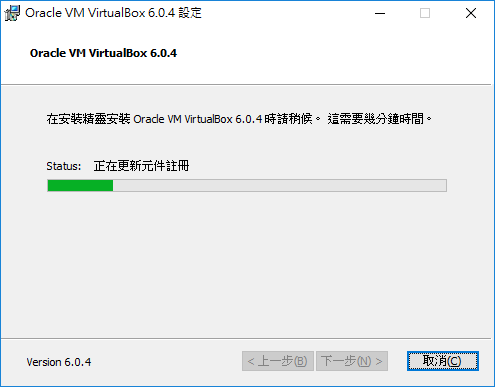 Oracle VM VirtualBox 6.0.4 設定
Oracle VM VirtualBox 6.0.4
在安裝精靈安裝 Oracle VM VirtualBox 6.0.4 時請稍候。 這需要幾分鐘時間。
Status: 正在更新元件註冊
Version 6.0.4 < 上一步(B) 下一步(N) > 取消(C)